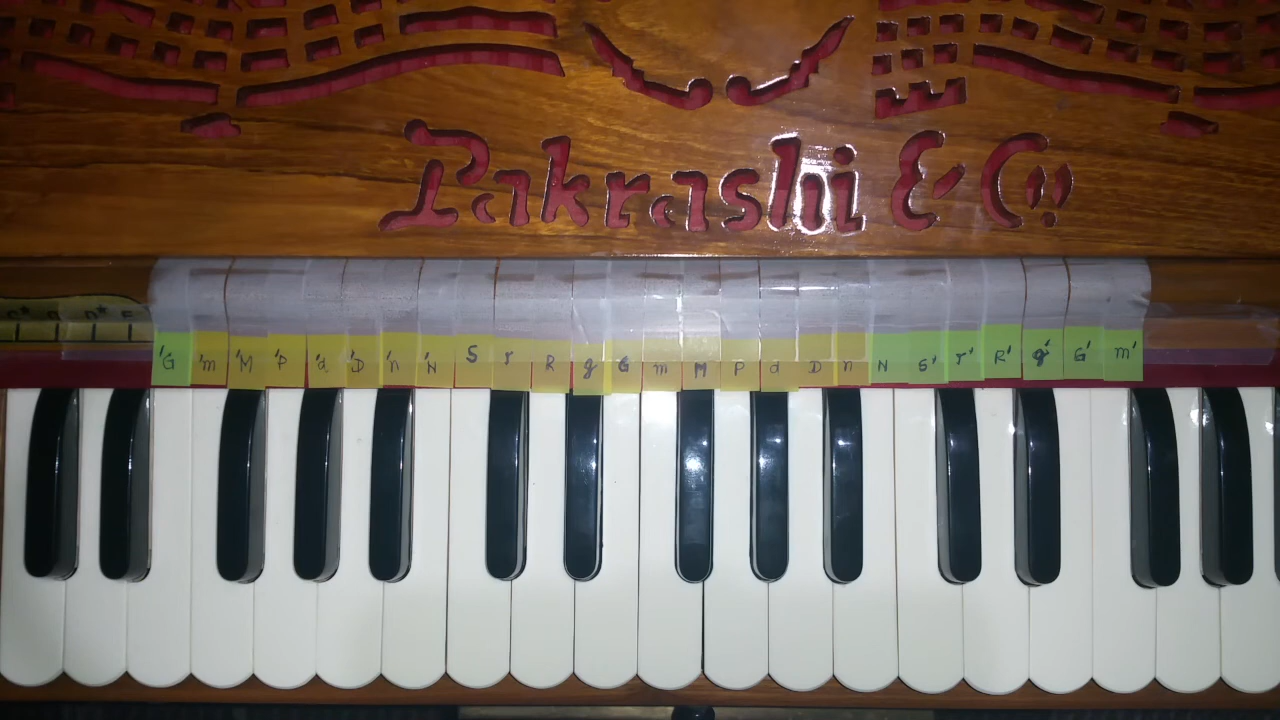 Pakrashi & Co
D# E
'G 'm 'M 'P 'd 'D 'n 'N S r R g G m M P d D n N S' r' R' g' G' m'